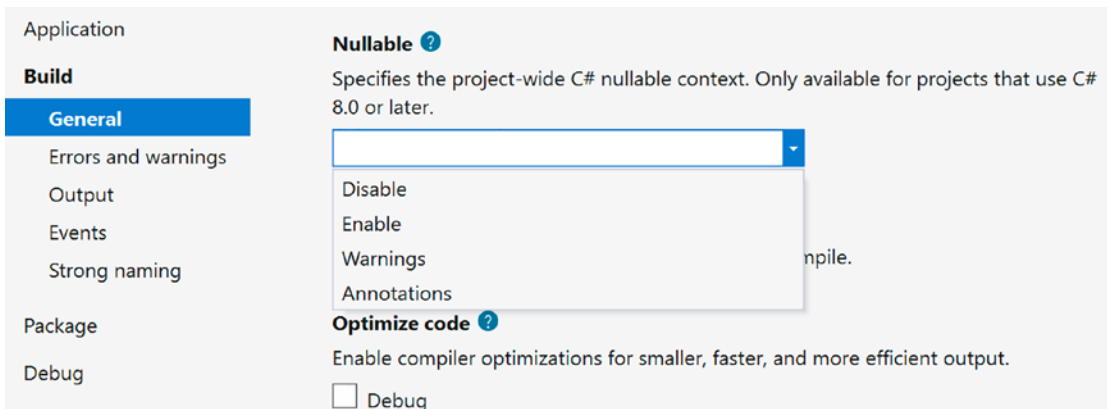 Application
Build
General
Errors and warnings
Output
Events
Strong naming
Package
Debug
Nullable ?
Specifies the project-wide C# nullable context. Only available for projects that use C#
8.0 or later.
Disable
Enable
Warnings
Annotations
Optimize code ?
Enable compiler optimizations for smaller, faster, and more efficient output.
Debug